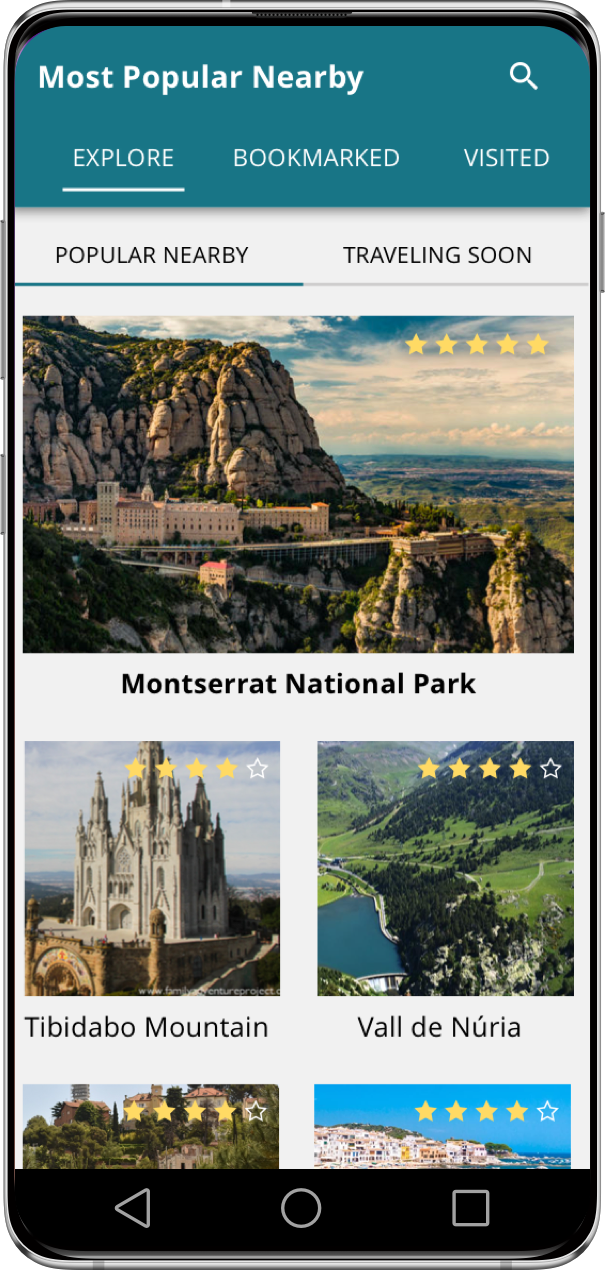 Most Popular Nearby
EXPLORE
BOOKMARKED
VISITED
POPULAR NEARBY
TRAVELING SOON
Montserrat National Park
www.familyadventureproject.c
Tibidabo Mountain
Vall de Núria